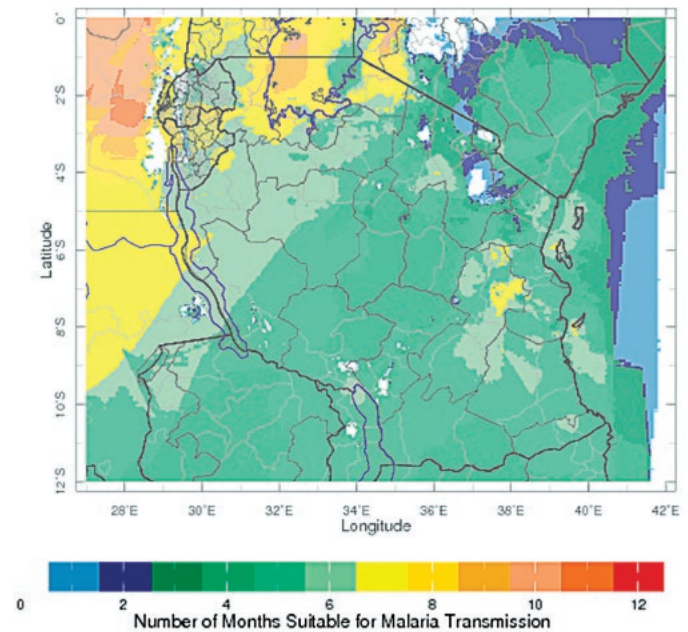 0°
2°S
4°S
6°S
8°S
10°S
12°S
Latitude
28°E 30°E 32°E 34°E 36°E 38°E 40°E 42°E
Longitude
0 2 4 6 8 10 12
Number of Months Suitable for Malaria Transmission